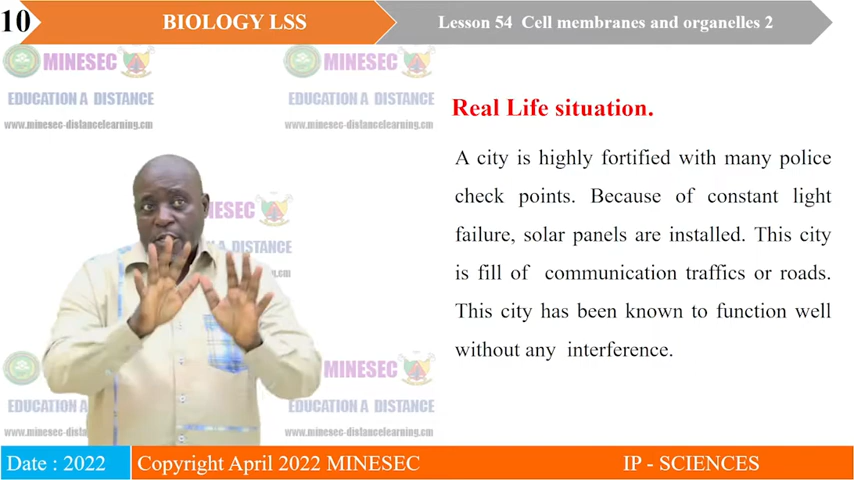 10
BIOLOGY LSS
Lesson 54 Cell membranes and organelles 2
MINESEC
MINESEC
EDUCATION A DISTANCE
EDUCATION A DISTANCE
www.minesec-distancelearning.cm
www.minesec-distancelearning.cm
Real Life situation.
A city is highly fortified with many police
check points. Because of constant light
failure, solar panels are installed. This city
is fill of communication traffics or roads.
This city has been known to function well
without any interference.
MINESEC
EDUCATION A DISTANCE
www.minesec-distancelearning.cm
Date : 2022
Copyright April 2022 MINESEC
IP - SCIENCES